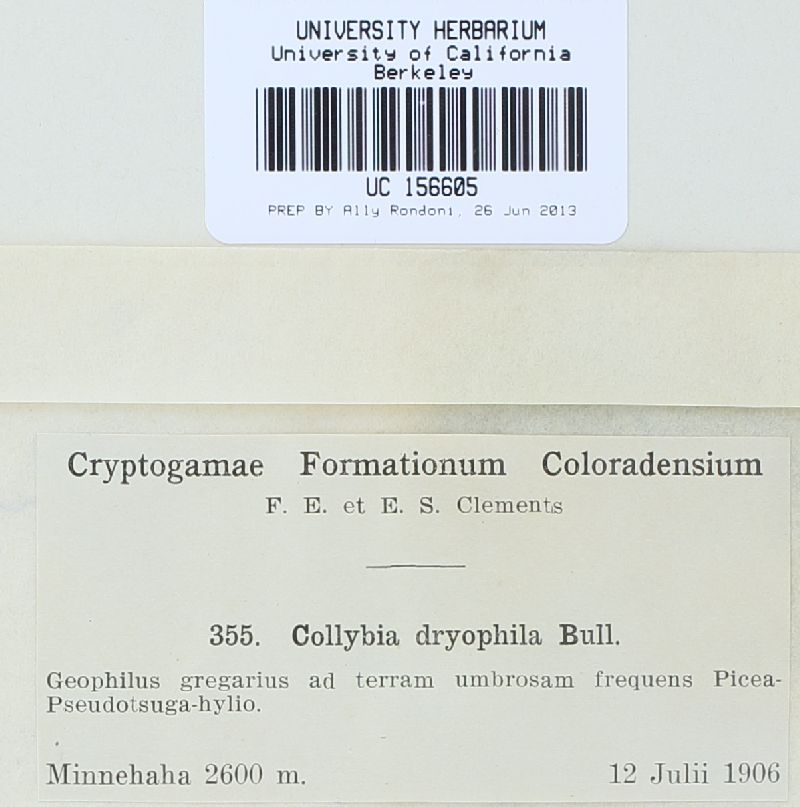 UNIVERSITY HERBARIUM
University of California
Berkeley
UC 156605
PREP BY Ally Rondoni, 26 Jun 2013
Cryptogamae Formationum Coloradensium
F. E. et E. S. Clements
355. Collybia dryophila Bull.
Geophilus gregarius ad terram umbrosam frequens Picea-
Pseudotsuga-hylio.
Minnehaha 2600 m. 12 Julii 1906